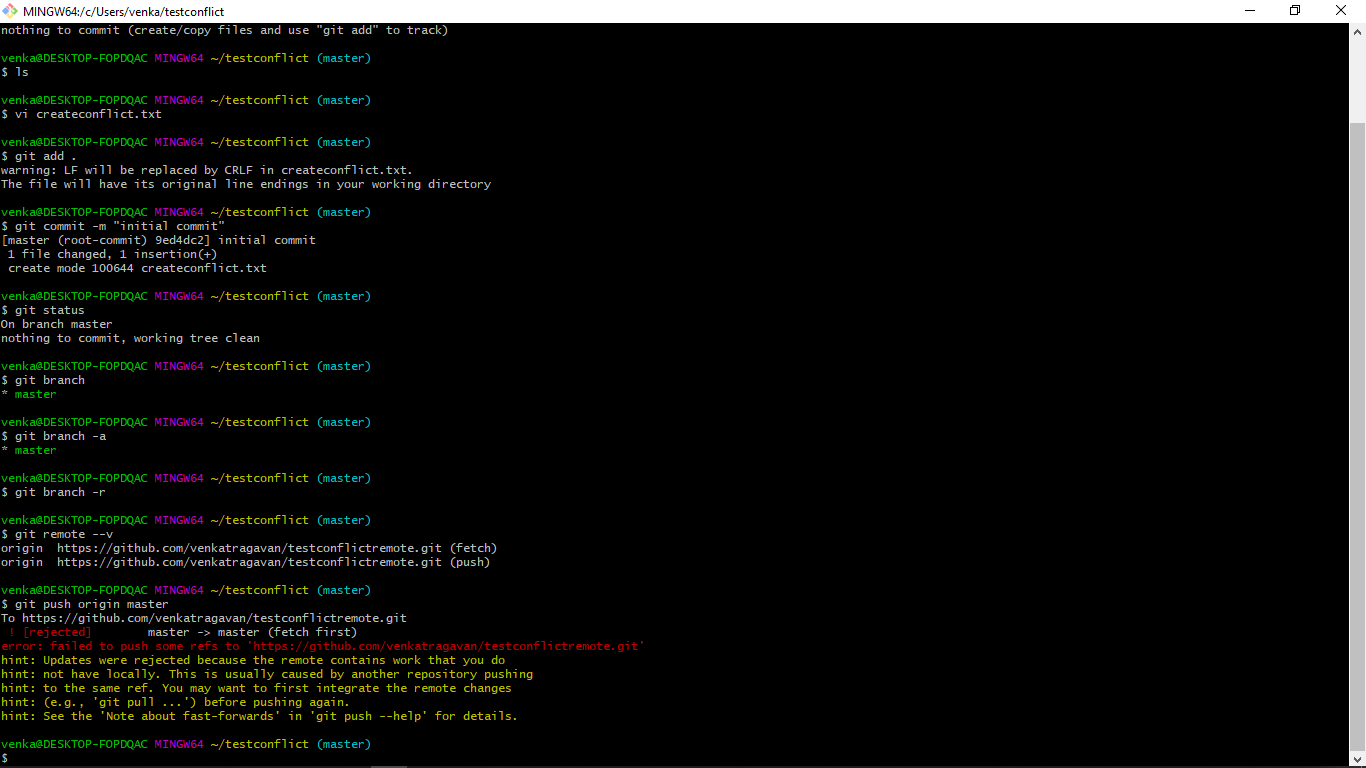 MINGW64:/c/Users/venka/testconflict
nothing to commit (create/copy files and use "git add" to track)
venka@DESKTOP-FOPDQAC MINGW64 ~/testconflict (master)
$ ls
venka@DESKTOP-FOPDQAC MINGW64 ~/testconflict (master)
$ vi createconflict.txt
venka@DESKTOP-FOPDQAC MINGW64 ~/testconflict (master)
$ git add .
warning: LF will be replaced by CRLF in createconflict.txt.
The file will have its original line endings in your working directory
venka@DESKTOP-FOPDQAC MINGW64 ~/testconflict (master)
$ git commit -m "initial commit"
[master (root-commit) 9ed4dc2] initial commit
1 file changed, 1 insertion(+)
create mode 100644 createconflict.txt
venka@DESKTOP-FOPDQAC MINGW64 ~/testconflict (master)
$ git status
On branch master
nothing to commit, working tree clean
venka@DESKTOP-FOPDQAC MINGW64 ~/testconflict (master)
$ git branch
* master
venka@DESKTOP-FOPDQAC MINGW64 ~/testconflict (master)
$ git branch -a
* master
venka@DESKTOP-FOPDQAC MINGW64 ~/testconflict (master)
$ git branch -r
venka@DESKTOP-FOPDQAC MINGW64 ~/testconflict (master)
$ git remote --v
origin  https://github.com/venkatragavan/testconflictremote.git (fetch)
origin  https://github.com/venkatragavan/testconflictremote.git (push)
venka@DESKTOP-FOPDQAC MINGW64 ~/testconflict (master)
$ git push origin master
To https://github.com/venkatragavan/testconflictremote.git
! [rejected]        master -> master (fetch first)
error: failed to push some refs to 'https://github.com/venkatragavan/testconflictremote.git'
hint: Updates were rejected because the remote contains work that you do
hint: not have locally. This is usually caused by another repository pushing
hint: to the same ref. You may want to first integrate the remote changes
hint: (e.g., 'git pull ...') before pushing again.
hint: See the 'Note about fast-forwards' in 'git push --help' for details.
venka@DESKTOP-FOPDQAC MINGW64 ~/testconflict (master)
$